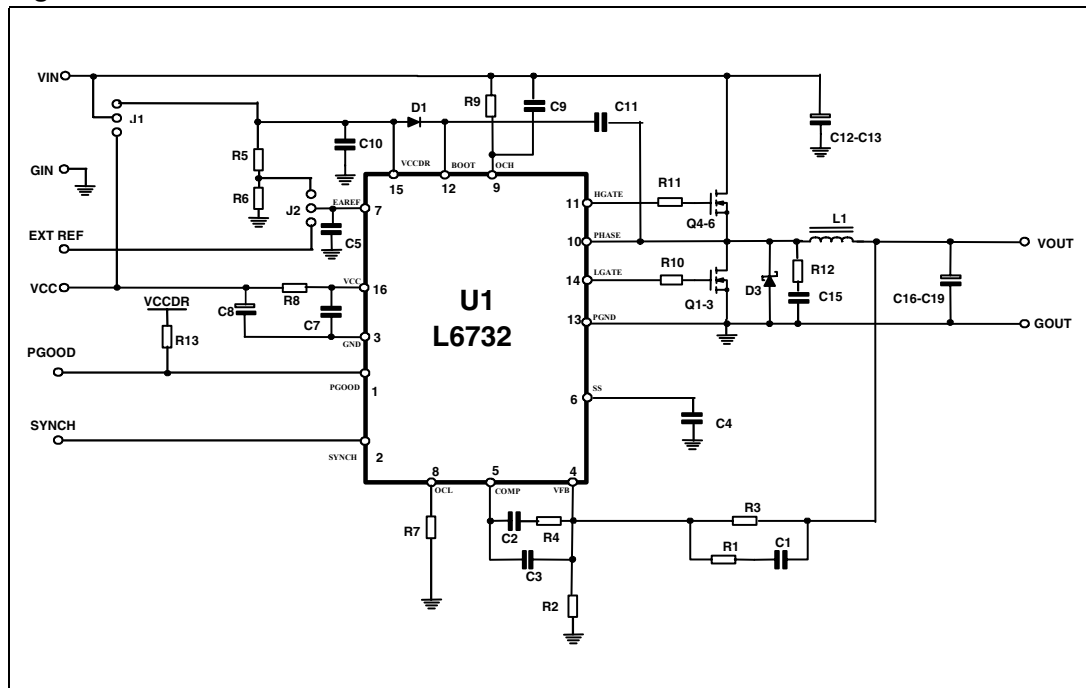 VIN
J1
GIN
R5
R6
EXT REF
VCC
VCCDR
R13
PGOOD
SYNCH
C10
D1
R9
C9
C11
C12-C13
VCCDR
15
BOOT
12
OCH
9
J2
EAREF
7
C5
R8
VCC
16
C8
C7
3
GND
PGOOD
1
SYNCH
2
U1
L6732
11
HGATE
R11
Q4-6
10
PHASE
L1
VOUT
14
LGATE
R10
Q1-3
D3
R12
C15
C16-C19
13
PGND
GOUT
6
SS
C4
8
OCL
5
COMP
4
VFB
R7
C2
R4
C3
R2
R3
R1
C1